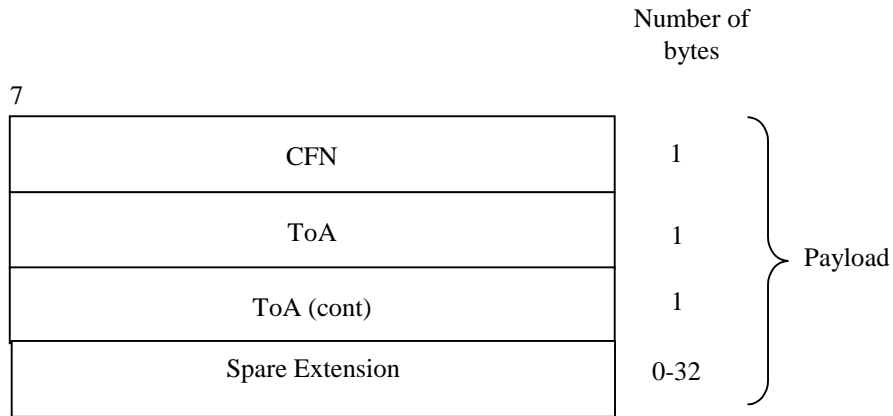 Number of
bytes
7
CFN 1
ToA 1
ToA (cont) 1
Payload
Spare Extension 0-32